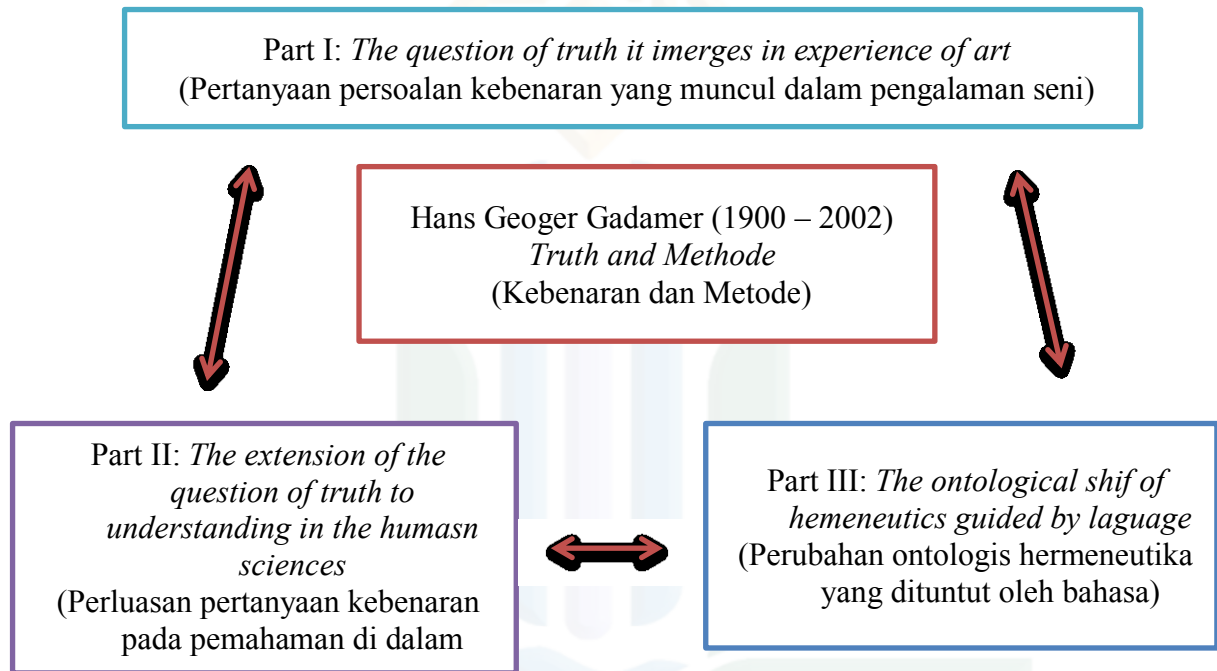 Part I: The question of truth it imerges in experience of art
(Pertanyaan persoalan kebenaran yang muncul dalam pengalaman seni)
Hans Geoger Gadamer (1900 – 2002)
Truth and Methode
(Kebenaran dan Metode)
Part II: The extension of the
question of truth to
understanding in the humasn
sciences
(Perluasan pertanyaan kebenaran
pada pemahaman di dalam
Part III: The ontological shif of
hemeneutics guided by laguage
(Perubahan ontologis hermeneutika
yang dituntut oleh bahasa)